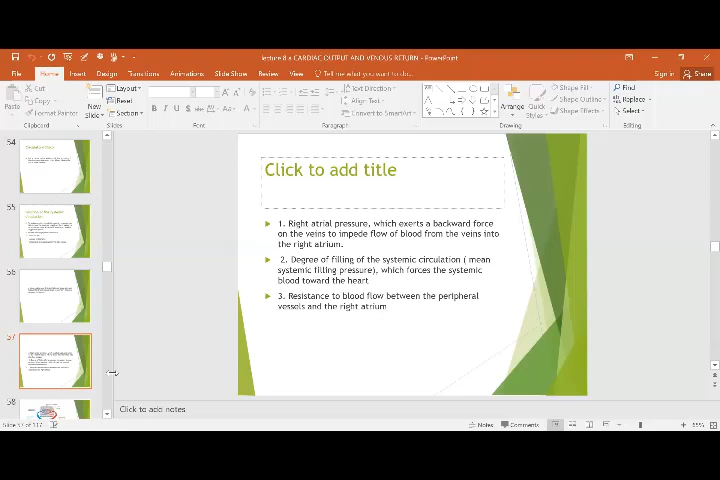 lecture 8 a CARDIAC OUTPUT AND VENOUS RETURN - PowerPoint
File Home Insert Design Transitions Animations Slide Show Review View Tell me what you want to do... Sign in Share
Cut
Copy
Format Painter
Paste
Clipboard
New
Slide
Layout
Reset
Section
Slides
Font
Text Direction
Align Text
Convert to SmartArt
Paragraph
Arrange
Quick
Styles
Shape Fill
Shape Outline
Shape Effects
Drawing
Find
Replace
Select
Editing
54
55
56
57
58
Click to add title
1. Right atrial pressure, which exerts a backward force
on the veins to impede flow of blood from the veins into
the right atrium.
2. Degree of filling of the systemic circulation ( mean
systemic filling pressure), which forces the systemic
blood toward the heart
3. Resistance to blood flow between the peripheral
vessels and the right atrium
Click to add notes
Slide 57 of 117
Notes
Comments